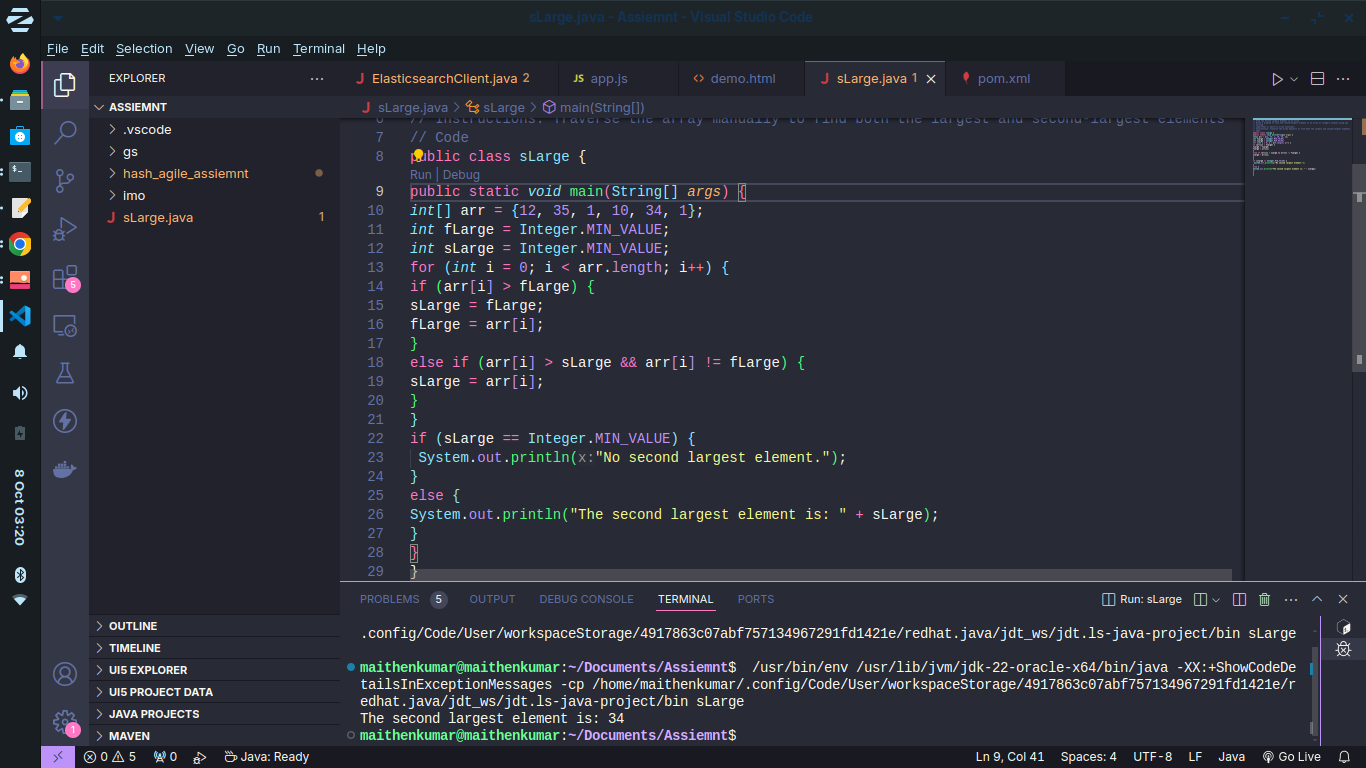 sLarge.java - Assiemnt - Visual Studio Code
File Edit Selection View Go Run Terminal Help
EXPLORER
ASSIEMNT
.vscode
gs
hash_agile_assiemnt
imo
sLarge.java 1
OUTLINE
TIMELINE
UI5 EXPLORER
UI5 PROJECT DATA
JAVA PROJECTS
MAVEN
5
1
8 Oct 03:20
ElasticsearchClient.java 2
app.js
demo.html
sLarge.java 1
pom.xml
sLarge.java > sLarge > main(String[])
6 // Instructions: Traverse the array manually to find both the largest and second-largest elements
7 // Code
8 public class sLarge {
Run | Debug
9 public static void main(String[] args) {
10 int[] arr = {12, 35, 1, 10, 34, 1};
11 int fLarge = Integer.MIN_VALUE;
12 int sLarge = Integer.MIN_VALUE;
13 for (int i = 0; i < arr.length; i++) {
14 if (arr[i] > fLarge) {
15 sLarge = fLarge;
16 fLarge = arr[i];
17 }
18 else if (arr[i] > sLarge && arr[i] != fLarge) {
19 sLarge = arr[i];
20 }
21 }
22 if (sLarge == Integer.MIN_VALUE) {
23 System.out.println(x:"No second largest element.");
24 }
25 else {
26 System.out.println("The second largest element is: " + sLarge);
27 }
28 }
29 }
PROBLEMS 5 OUTPUT DEBUG CONSOLE TERMINAL PORTS
Run: sLarge
.config/Code/User/workspaceStorage/4917863c07abf757134967291fd1421e/redhat.java/jdt_ws/jdt.ls-java-project/bin sLarge
maithenkumar@maithenkumar:~/Documents/Assiemnt$ /usr/bin/env /usr/lib/jvm/jdk-22-oracle-x64/bin/java -XX:+ShowCodeDe
tailsInExceptionMessages -cp /home/maithenkumar/.config/Code/User/workspaceStorage/4917863c07abf757134967291fd1421e/r
edhat.java/jdt_ws/jdt.ls-java-project/bin sLarge
The second largest element is: 34
maithenkumar@maithenkumar:~/Documents/Assiemnt$
0 5 0 Java: Ready
Ln 9, Col 41 Spaces: 4 UTF-8 LF Java Go Live